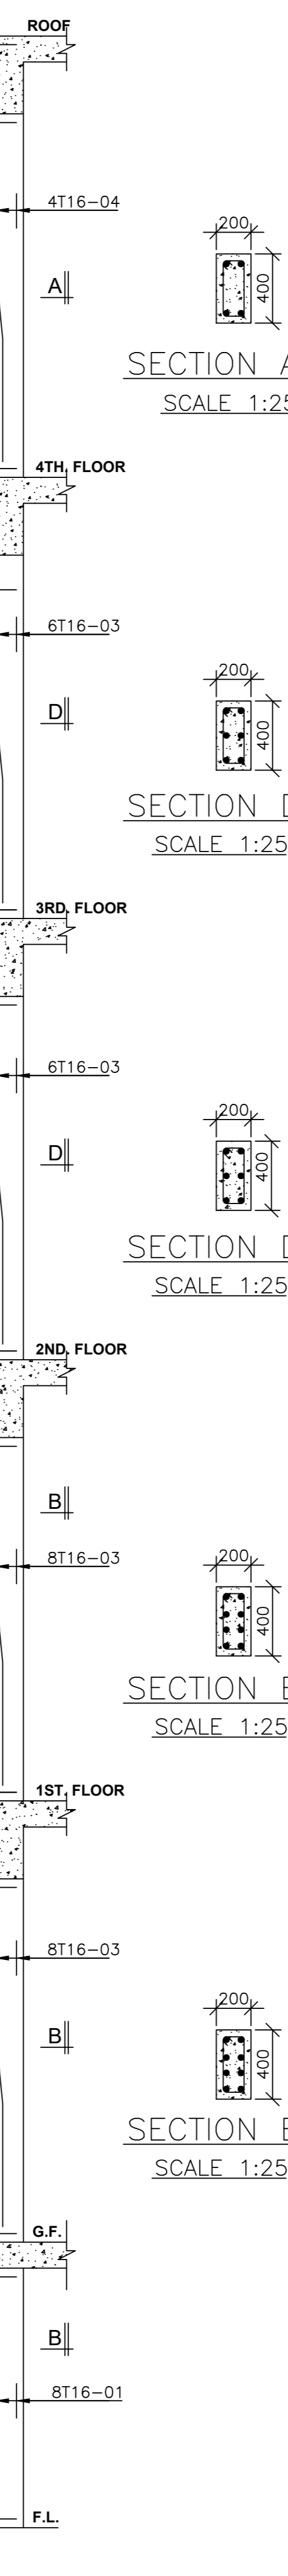 ROOF
4T16-04
A
200
400
SECTION A
SCALE 1:25
4TH. FLOOR
6T16-03
D
200
400
SECTION D
SCALE 1:25
3RD. FLOOR
6T16-03
D
200
400
SECTION D
SCALE 1:25
2ND. FLOOR
B
8T16-03
200
400
SECTION B
SCALE 1:25
1ST. FLOOR
8T16-03
B
200
400
SECTION B
SCALE 1:25
G.F.
B
8T16-01
F.L.